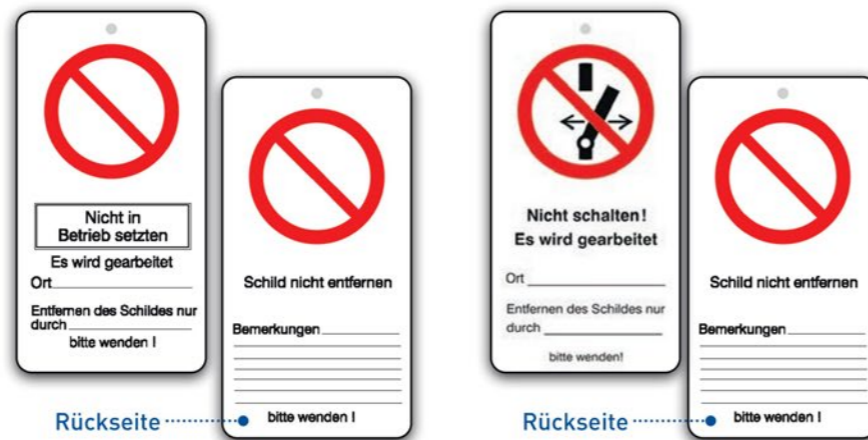 Nicht in
Betrieb setzten
Es wird gearbeitet
Ort
Entfernen des Schildes nur
durch
bitte wenden !
Schild nicht entfernen
Bemerkungen
bitte wenden !
Rückseite
Nicht schalten!
Es wird gearbeitet
Ort
Entfernen des Schildes nur
durch
bitte wenden!
Schild nicht entfernen
Bemerkungen
bitte wenden !
Rückseite